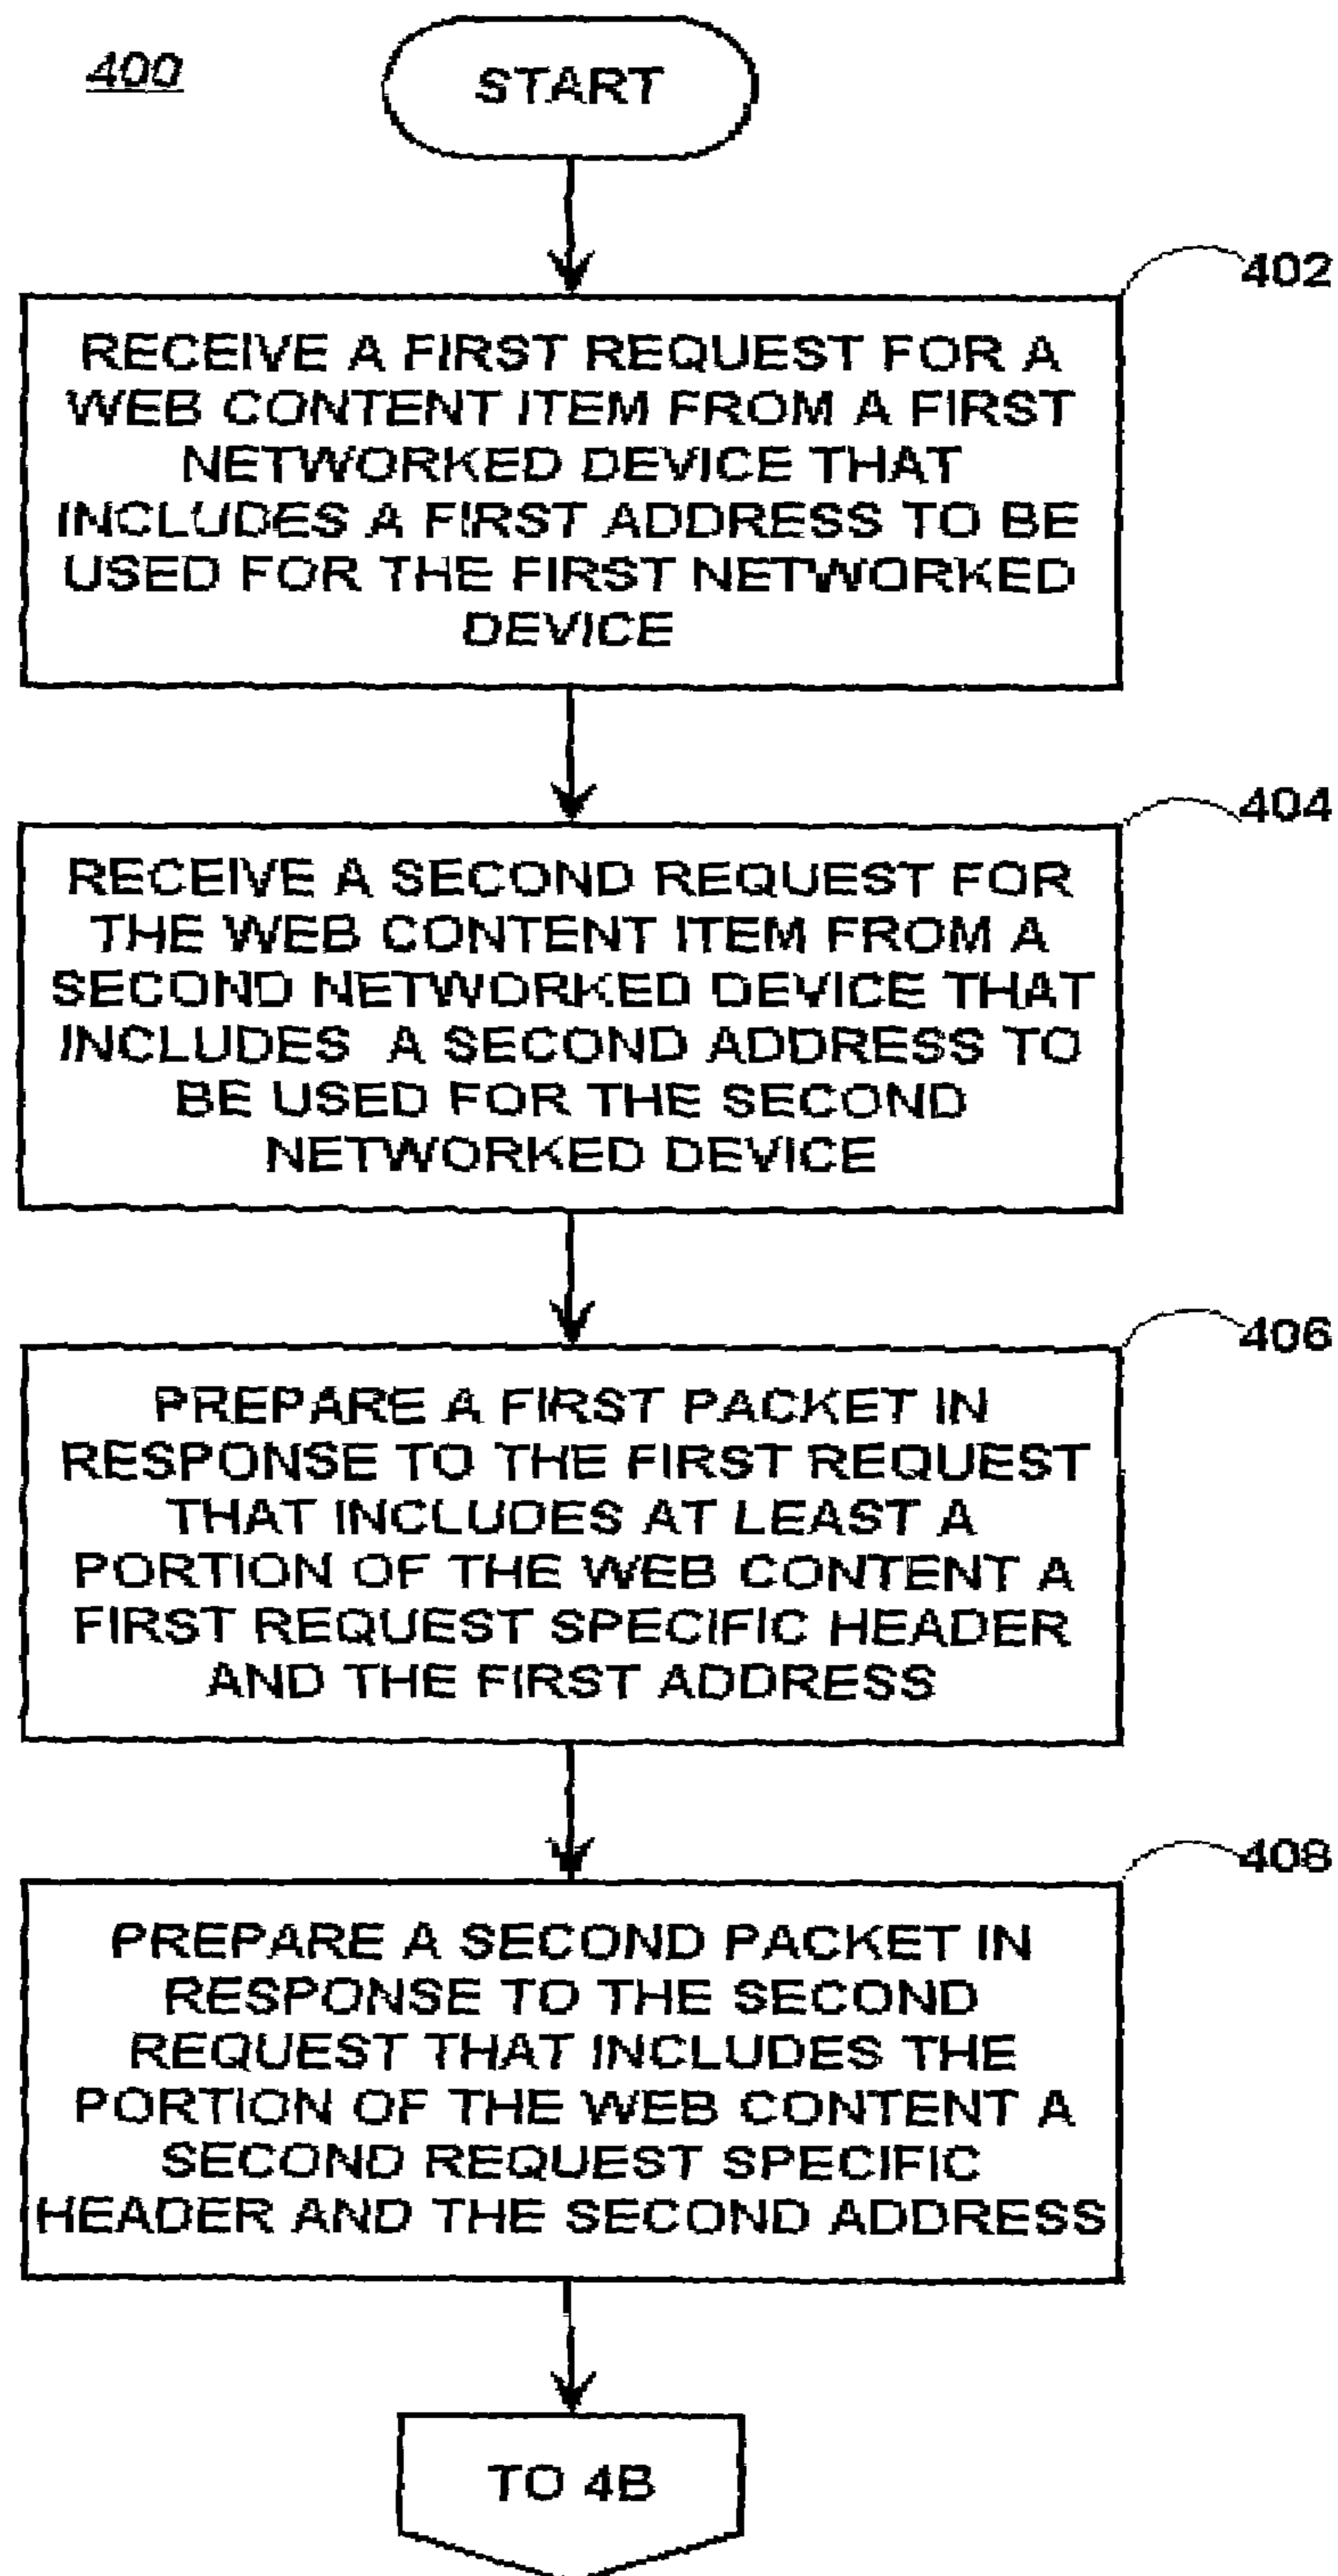 400
START
402
RECEIVE A FIRST REQUEST FOR A
WEB CONTENT ITEM FROM A FIRST
NETWORKED DEVICE THAT
INCLUDES A FIRST ADDRESS TO BE
USED FOR THE FIRST NETWORKED
DEVICE
404
RECEIVE A SECOND REQUEST FOR
THE WEB CONTENT ITEM FROM A
SECOND NETWORKED DEVICE THAT
INCLUDES A SECOND ADDRESS TO
BE USED FOR THE SECOND
NETWORKED DEVICE
406
PREPARE A FIRST PACKET IN
RESPONSE TO THE FIRST REQUEST
THAT INCLUDES AT LEAST A
PORTION OF THE WEB CONTENT A
FIRST REQUEST SPECIFIC HEADER
AND THE FIRST ADDRESS
408
PREPARE A SECOND PACKET IN
RESPONSE TO THE SECOND
REQUEST THAT INCLUDES THE
PORTION OF THE WEB CONTENT A
SECOND REQUEST SPECIFIC
HEADER AND THE SECOND ADDRESS
TO 4B